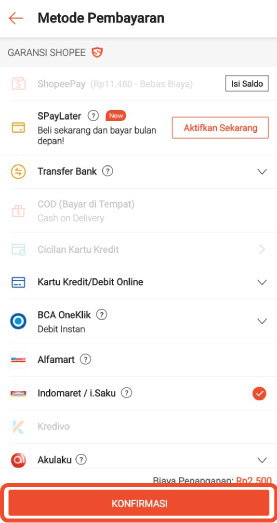 Metode Pembayaran
GARANSI SHOPEE
ShopeePay (Rp11.480 - Bebas Biaya)
Isi Saldo
SPayLater ? New
Beli sekarang dan bayar bulan
depan!
Aktifkan Sekarang
Transfer Bank ?
COD (Bayar di Tempat)
Cash on Delivery
Cicilan Kartu Kredit
Kartu Kredit/Debit Online
BCA OneKlik ?
Debit Instan
Alfamart ?
Indomaret / i.Saku ?
Kredivo
Akulaku ?
Biaya Penanganan: Rp2.500
KONFIRMASI